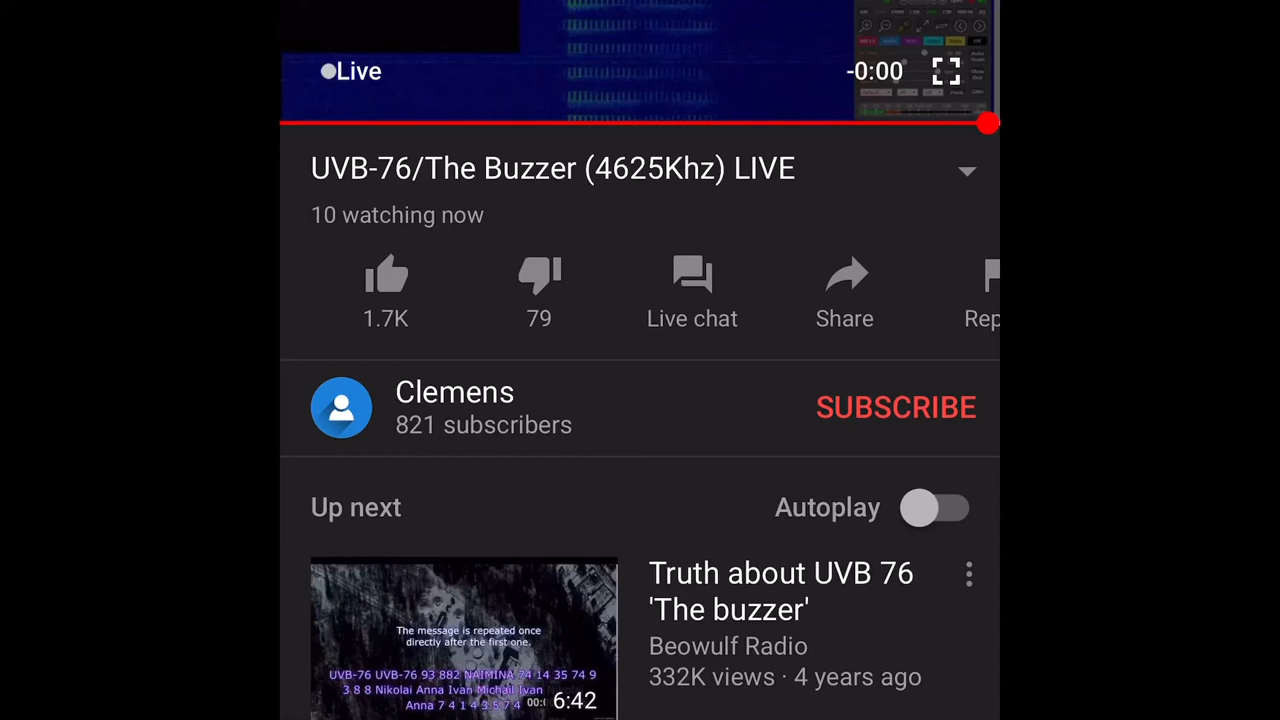 Live
-0:00
UVB-76/The Buzzer (4625Khz) LIVE
10 watching now
1.7K
79
Live chat
Share
Rep
Clemens
821 subscribers
SUBSCRIBE
Up next
Autoplay
The message is repeated once
directly after the first one.
UVB-76 UVB-76 93 882 NAIMINA 74 14 35 74 9
3 8 8 Nikolai Anna Ivan Michail Ivan
Anna 7 4 1 4 3 5 7 4
6:42
Truth about UVB 76
'The buzzer'
Beowulf Radio
332K views · 4 years ago